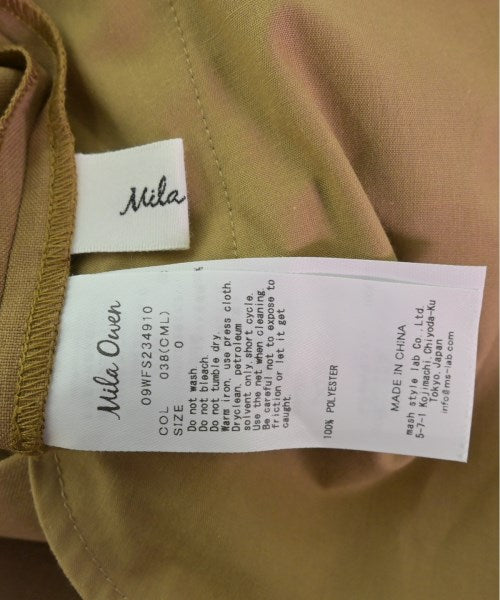 Mila
Mila Owen
09WFS234910
COL 038(CML)
SIZE 0
Do not wash.
Do not bleach.
Do not tumble dry.
Warm iron, use press cloth.
Dryclean, petroleum
solvent only, short cycle.
Use the net when cleaning.
Be careful not to expose to
friction or let it get
caught.
100% POLYESTER
MADE IN CHINA
mash style lab Co.,Ltd.
5-7-1 Kojimachi, Chiyoda-Ku
Tokyo, Japan
info@ms-lab.com